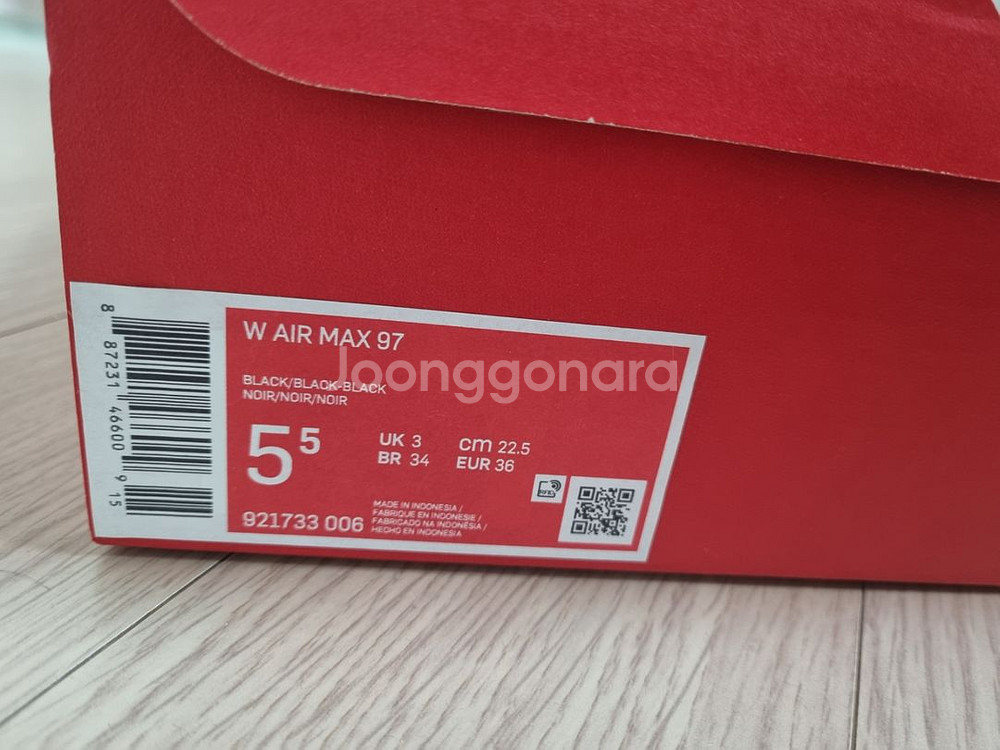 W AIR MAX 97
Joonggonara
BLACK/BLACK-BLACK
NOIR/NOIR/NOIR
5 5
UK 3 cm 22.5
BR 34 EUR 36
921733 006
MADE IN INDONESIA /
FABRIQUE EN INDONESIE /
FABRICADO NA INDONÉSIA /
HECHO EN INDONESIA
RFID
8 87231 46600 9 15